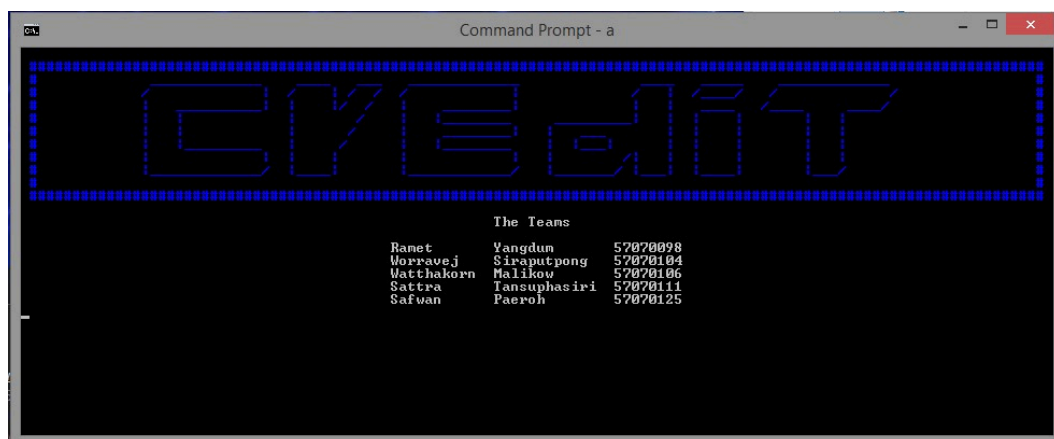 Command Prompt - a
CrEdiT
The Teams
Ramet Yangdum 57070098
Worravej Siraputpong 57070104
Watthakorn Malikow 57070106
Sattra Tansuphasiri 57070111
Safwan Paeroh 57070125